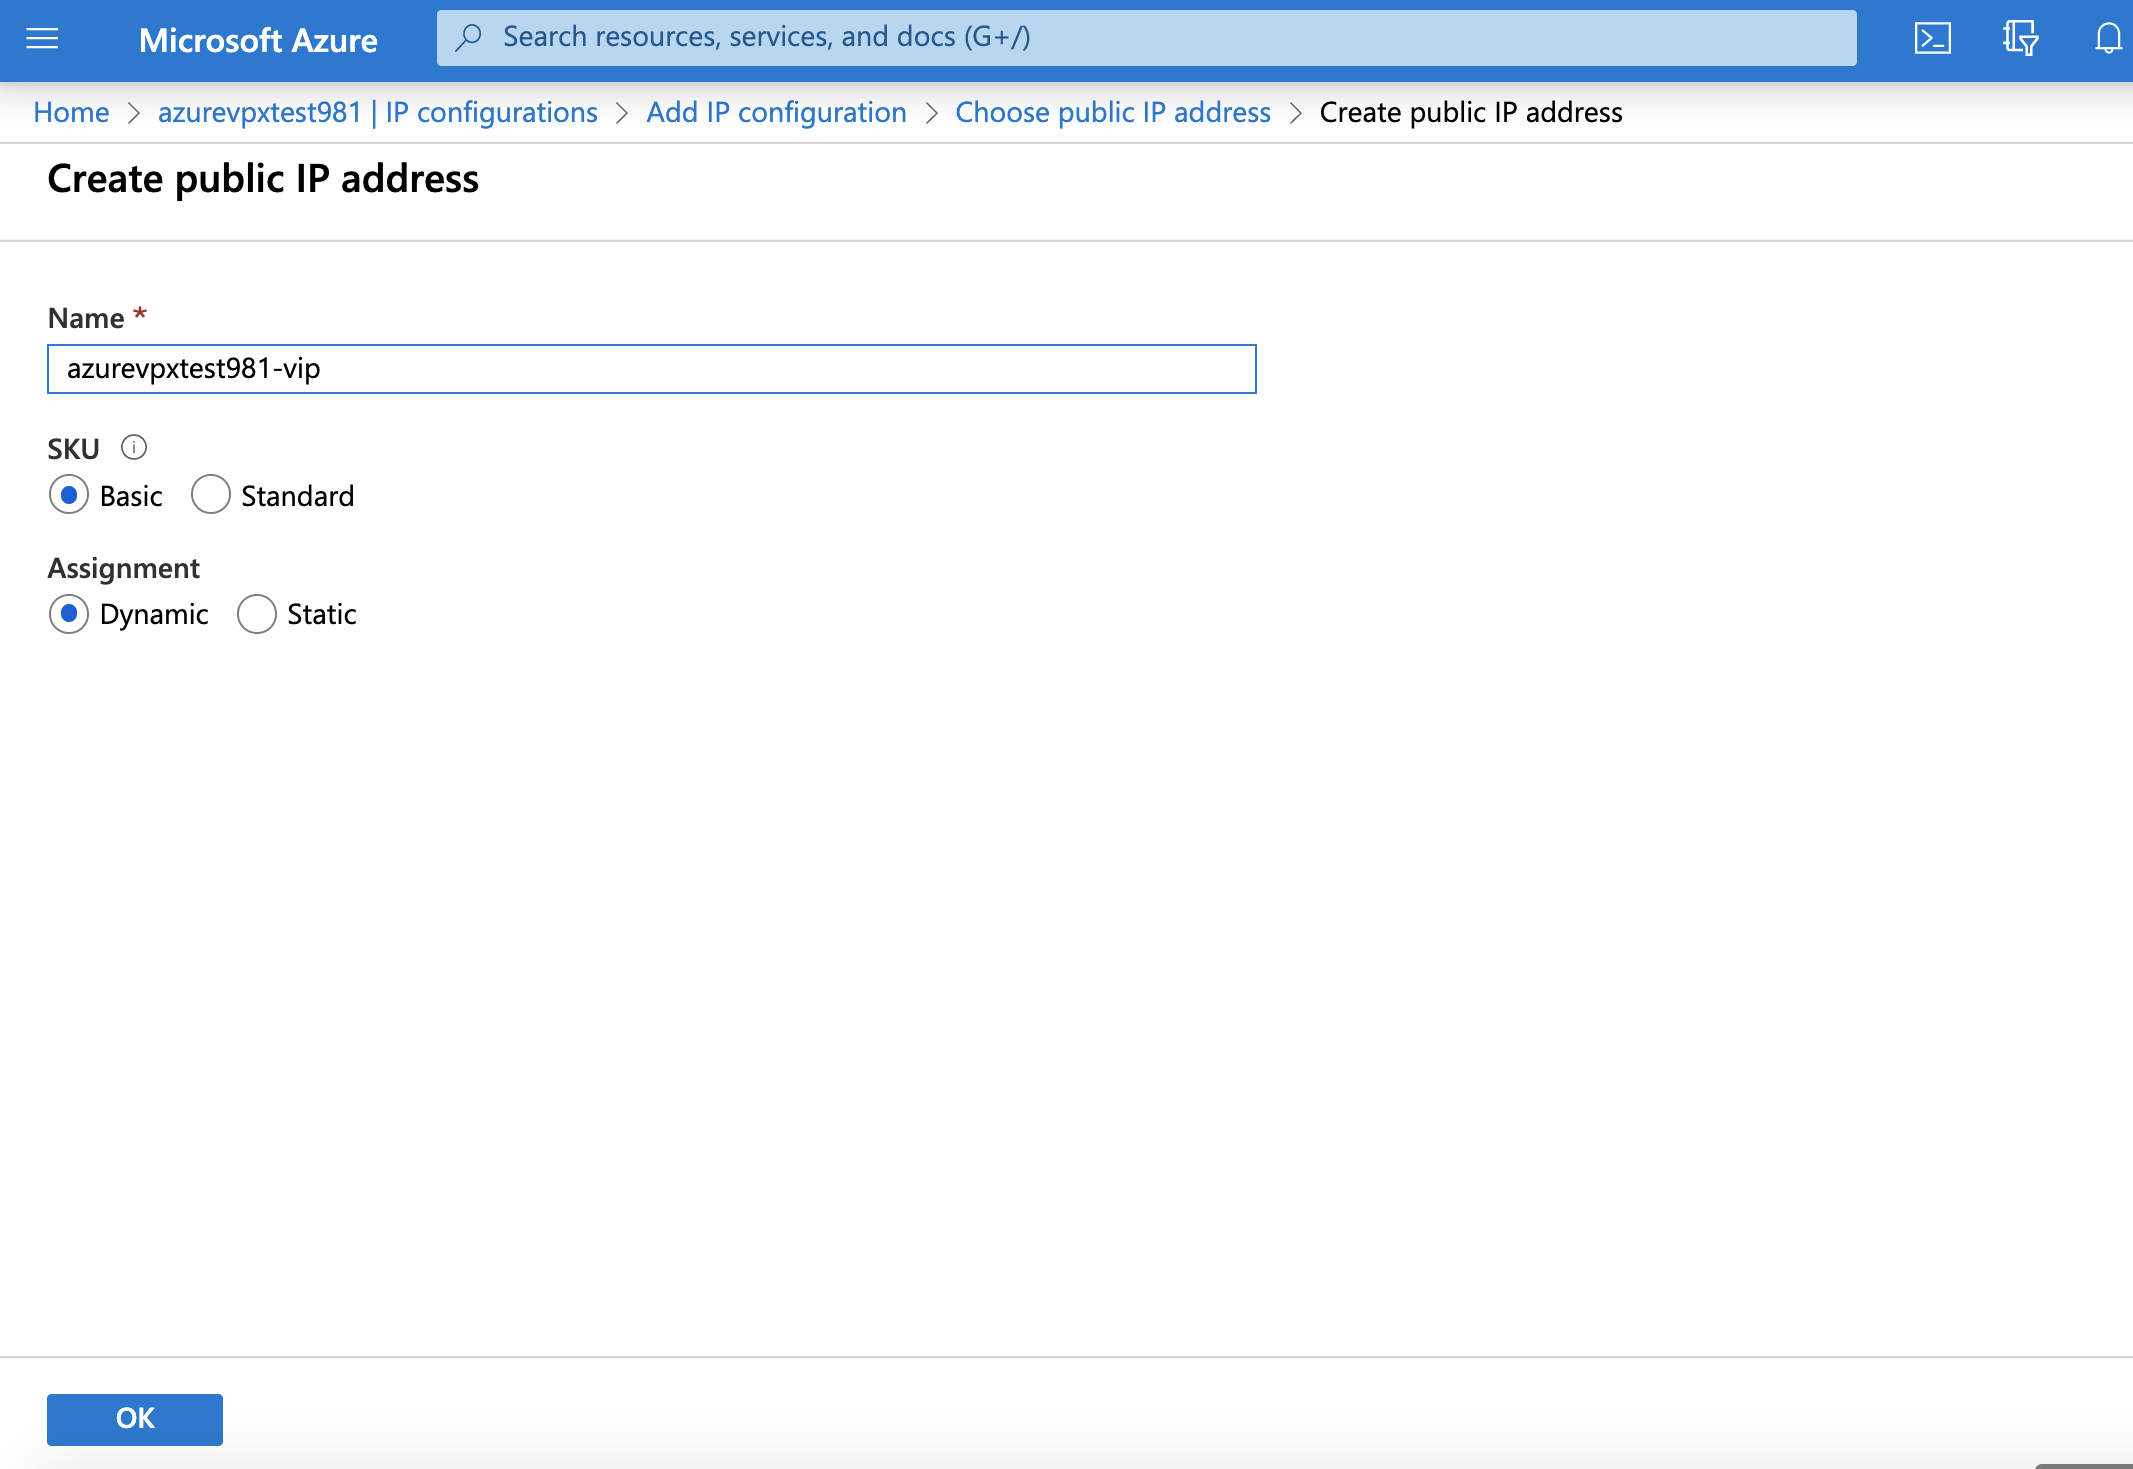 Microsoft Azure
Search resources, services, and docs (G+/)
Home > azurevpxtest981 | IP configurations > Add IP configuration > Choose public IP address > Create public IP address
Create public IP address
Name *
azurevpxtest981-vip
SKU
Basic Standard
Assignment
Dynamic Static
OK